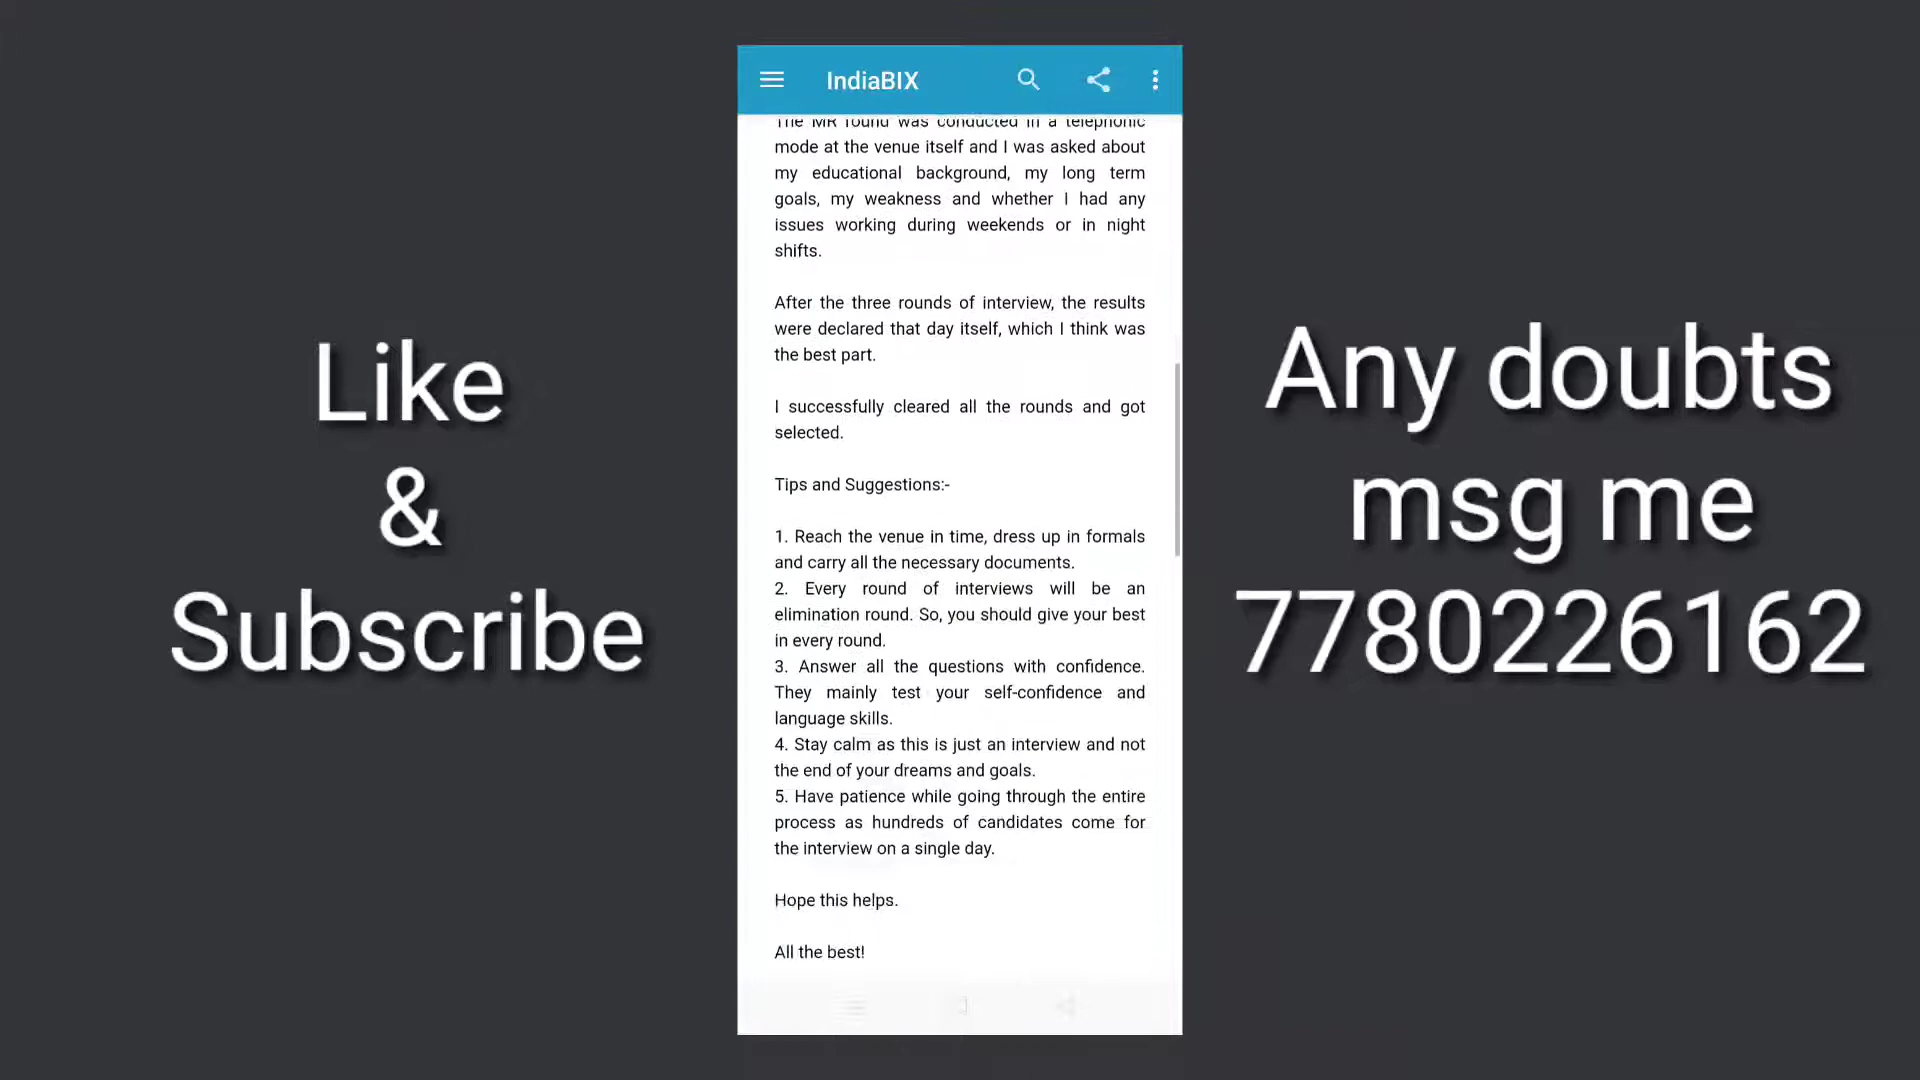 Like
&
Subscribe
IndiaBIX
The MR round was conducted in a telephonic
mode at the venue itself and I was asked about
my educational background, my long term
goals, my weakness and whether I had any
issues working during weekends or in night
shifts.
After the three rounds of interview, the results
were declared that day itself, which I think was
the best part.
I successfully cleared all the rounds and got
selected.
Tips and Suggestions:-
1. Reach the venue in time, dress up in formals
and carry all the necessary documents.
2. Every round of interviews will be an
elimination round. So, you should give your best
in every round.
3. Answer all the questions with confidence.
They mainly test your self-confidence and
language skills.
4. Stay calm as this is just an interview and not
the end of your dreams and goals.
5. Have patience while going through the entire
process as hundreds of candidates come for
the interview on a single day.
Hope this helps.
All the best!
Any doubts
msg me
7780226162